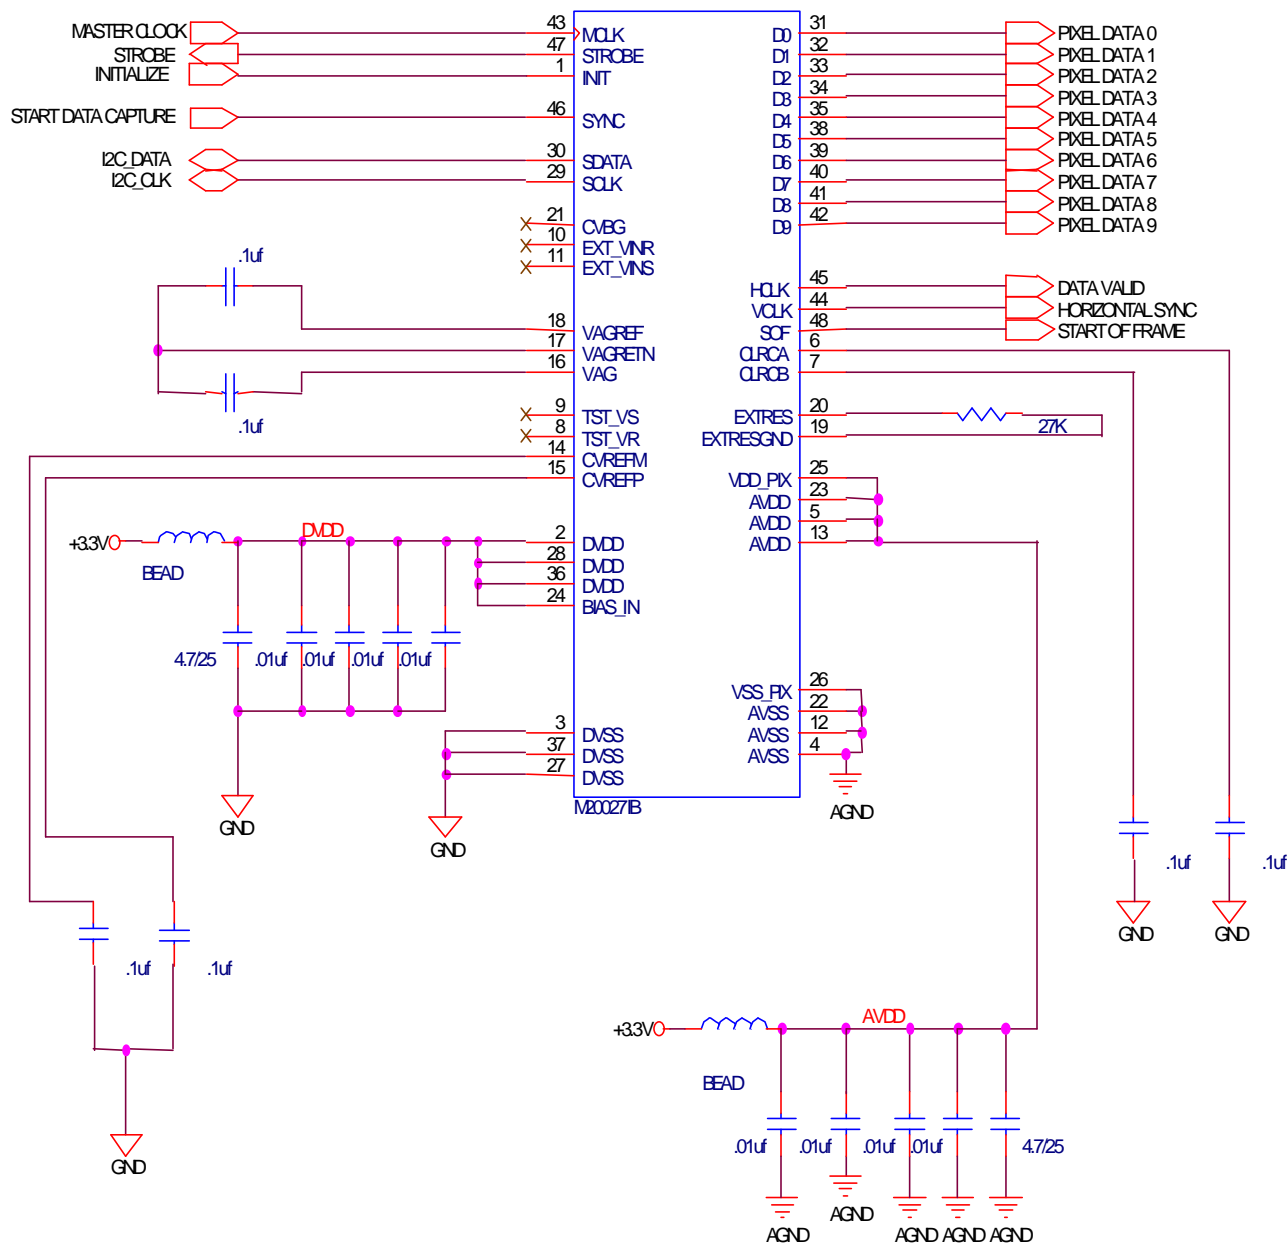 MASTER CLOCK
STROBE
INITIALIZE
START DATA CAPTURE
I2C_DATA
I2C_CLK
43
47
1
46
30
29
21
10
11
18
17
16
9
8
14
15
2
28
36
24
3
37
27
MCLK
STROBE
INIT
SYNC
SDATA
SCLK
CVBG
EXT_VINR
EXT_VINS
VAGREF
VAGRETN
VAG
TST_VS
TST_VR
CVREFM
CVREFP
DVDD
DVDD
DVDD
BIAS_IN
DVSS
DVSS
DVSS
M20027IB
D0
D1
D2
D3
D4
D5
D6
D7
D8
D9
HCLK
VCLK
SOF
CLRCA
CLRCB
EXTRES
EXTRESGND
VDD_PIX
AVDD
AVDD
AVDD
VSS_PIX
AVSS
AVSS
AVSS
31
32
33
34
35
38
39
40
41
42
45
44
48
6
7
20
19
25
23
5
13
26
22
12
4
PIXEL DATA 0
PIXEL DATA 1
PIXEL DATA 2
PIXEL DATA 3
PIXEL DATA 4
PIXEL DATA 5
PIXEL DATA 6
PIXEL DATA 7
PIXEL DATA 8
PIXEL DATA 9
DATA VALID
HORIZONTAL SYNC
START OF FRAME
27K
.1uf
.1uf
+3.3V
BEAD
DVDD
4.7/25
.01uf
.01uf
.01uf
.01uf
GND
GND
AGND
.1uf
.1uf
GND
GND
.1uf
.1uf
GND
+3.3V
BEAD
AVDD
.01uf
.01uf
.01uf
.01uf
4.7/25
AGND
AGND
AGND
AGND
AGND